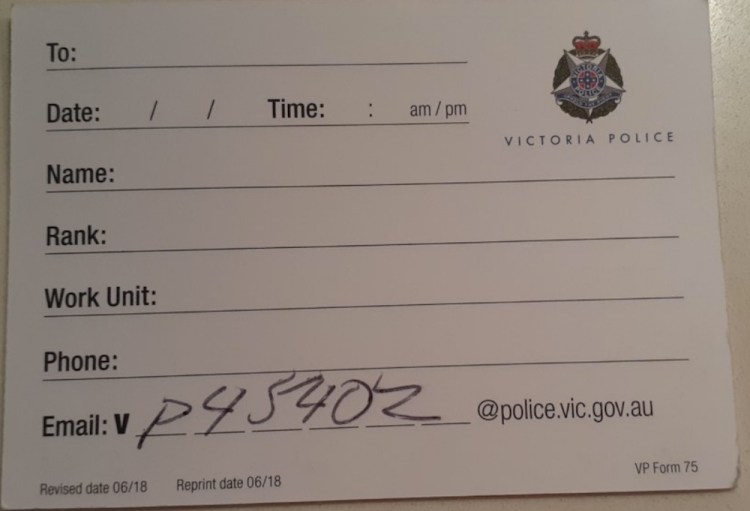 To:
Date: / / Time: : am / pm
VICTORIA POLICE
Name:
Rank:
Work Unit:
Phone:
Email: V P45402 @police.vic.gov.au
VP Form 75
Revised date 06/18 Reprint date 06/18